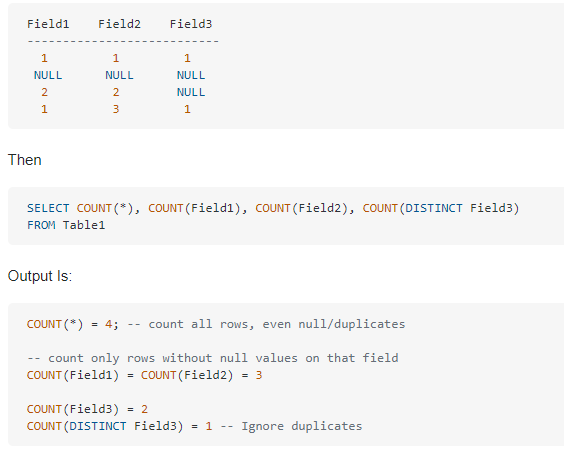 Field1 Field2 Field3
---------------------------
1 1 1
NULL NULL NULL
2 2 NULL
1 3 1
Then
SELECT COUNT(*), COUNT(Field1), COUNT(Field2), COUNT(DISTINCT Field3)
FROM Table1
Output Is:
COUNT(*) = 4; -- count all rows, even null/duplicates
-- count only rows without null values on that field
COUNT(Field1) = COUNT(Field2) = 3
COUNT(Field3) = 2
COUNT(DISTINCT Field3) = 1 -- Ignore duplicates